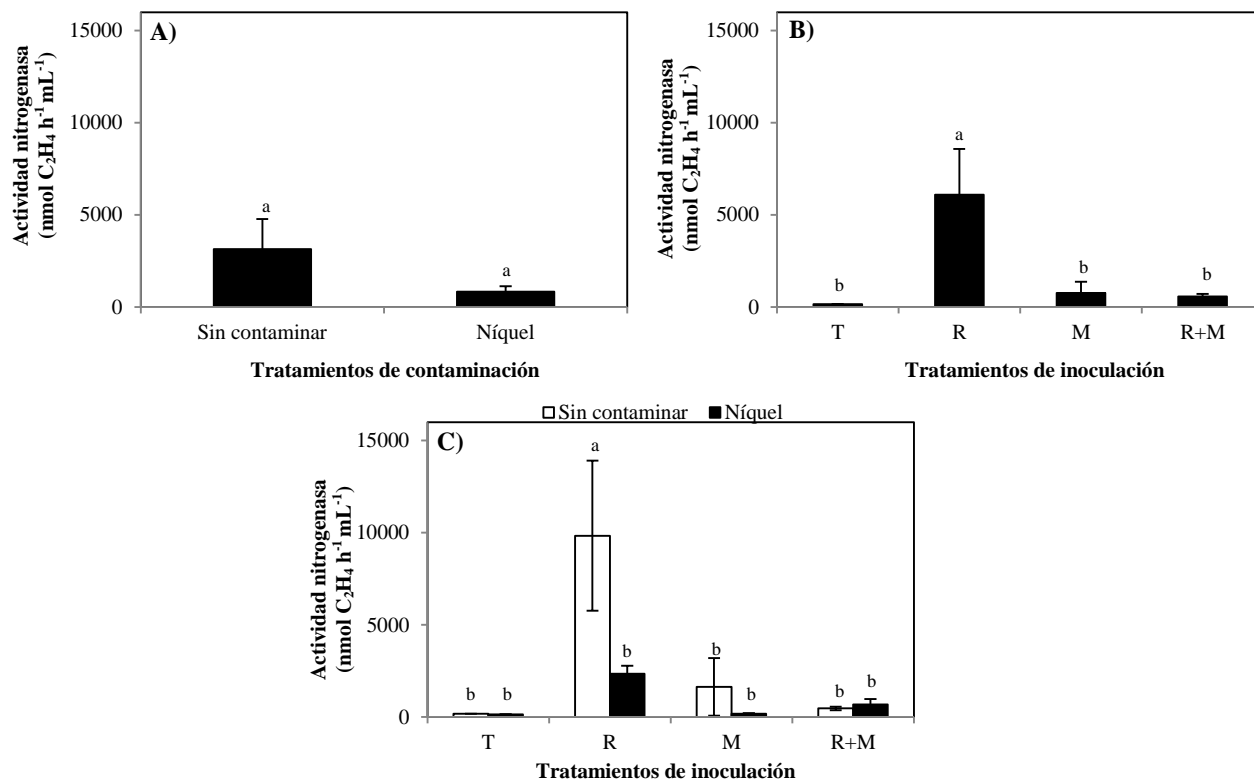 A)
Actividad nitrogenasa
(nmol C₂H₄ h⁻¹ mL⁻¹)
15000
10000
5000
0
a
a
Sin contaminar
Níquel
Tratamientos de contaminación
B)
Actividad nitrogenasa
(nmol C₂H₄ h⁻¹ mL⁻¹)
15000
10000
5000
0
b
a
b
b
T
R
M
R+M
Tratamientos de inoculación
Sin contaminar
Níquel
C)
Actividad nitrogenasa
(nmol C₂H₄ h⁻¹ mL⁻¹)
15000
10000
5000
0
b
b
a
b
b
b
b
b
T
R
M
R+M
Tratamientos de inoculación